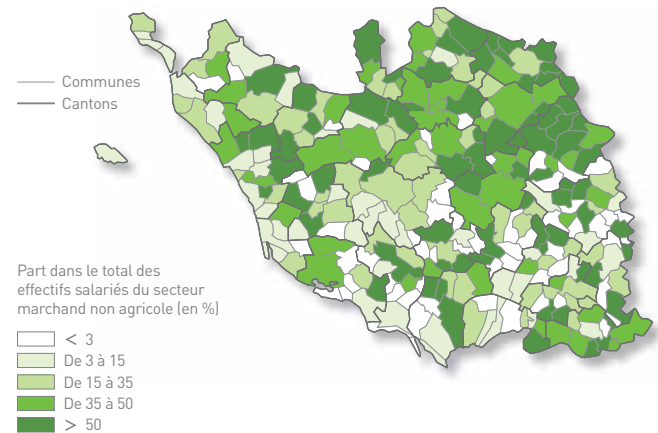 Communes
Cantons
Part dans le total des
effectifs salariés du secteur
marchand non agricole (en %)
< 3
De 3 à 15
De 15 à 35
De 35 à 50
> 50